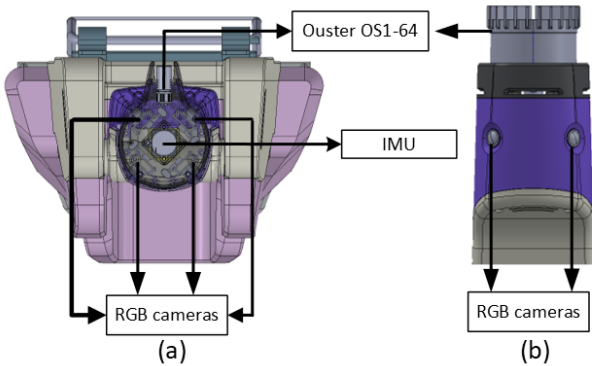 Ouster OS1-64
IMU
RGB cameras
RGB cameras
(a)
(b)